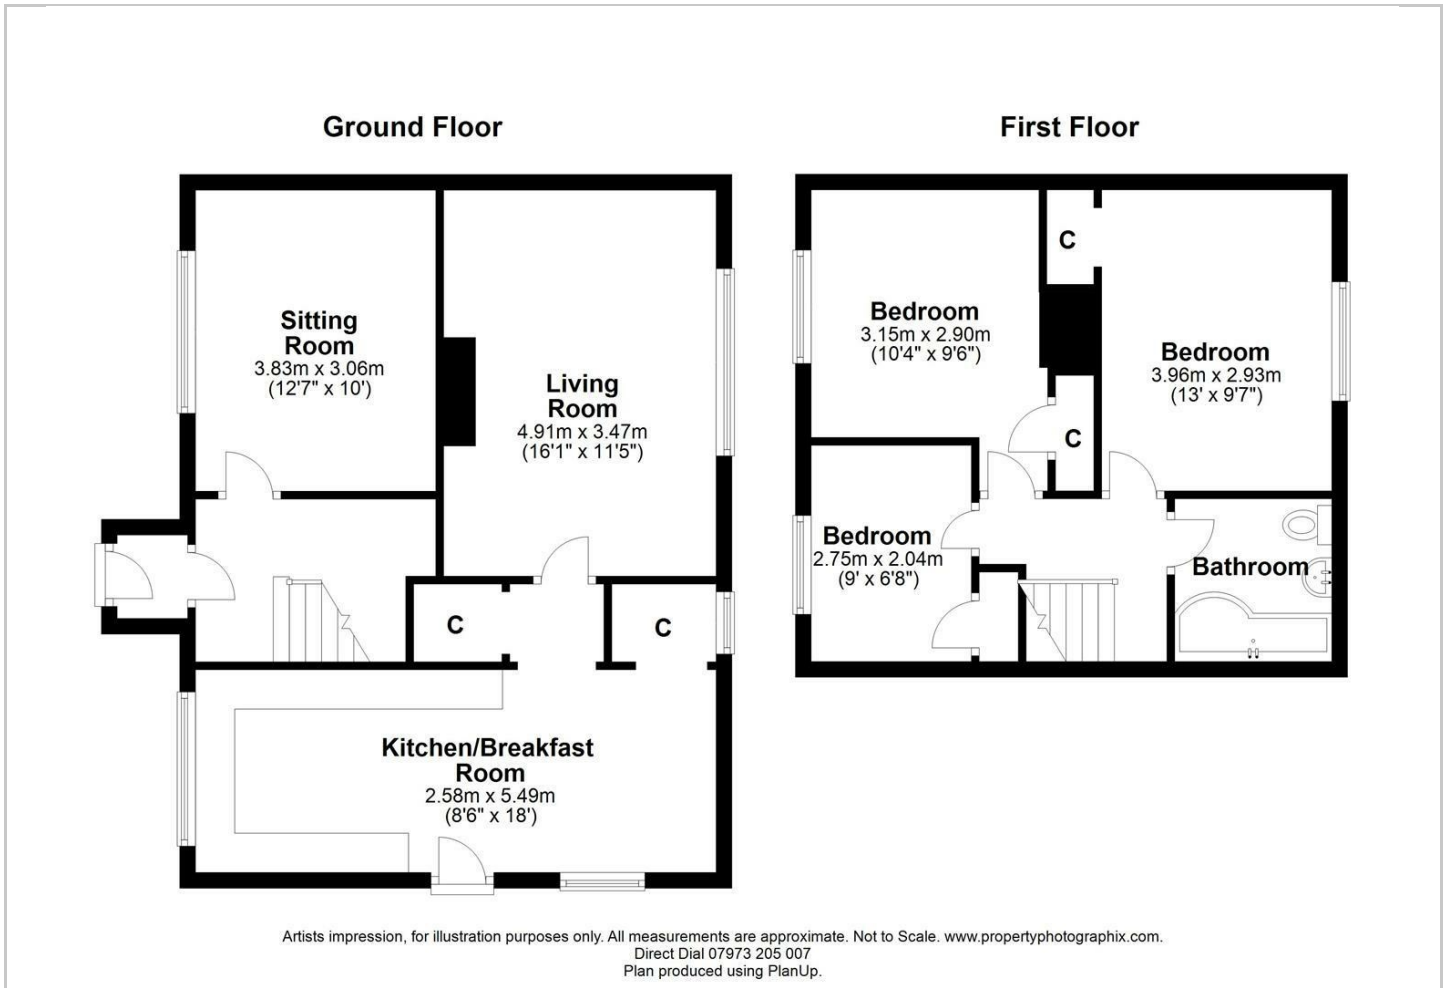 Ground Floor
First Floor
Sitting
Room
3.83m x 3.06m
(12'7" x 10')
Living
Room
4.91m x 3.47m
(16'1" x 11'5")
C
C
Kitchen/Breakfast
Room
2.58m x 5.49m
(8'6" x 18')
Bedroom
3.15m x 2.90m
(10'4" x 9'6")
C
Bedroom
3.96m x 2.93m
(13' x 9'7")
C
Bedroom
2.75m x 2.04m
(9' x 6'8")
Bathroom
Artists impression, for illustration purposes only. All measurements are approximate. Not to Scale. www.propertyphotographix.com.
Direct Dial 07973 205 007
Plan produced using PlanUp.